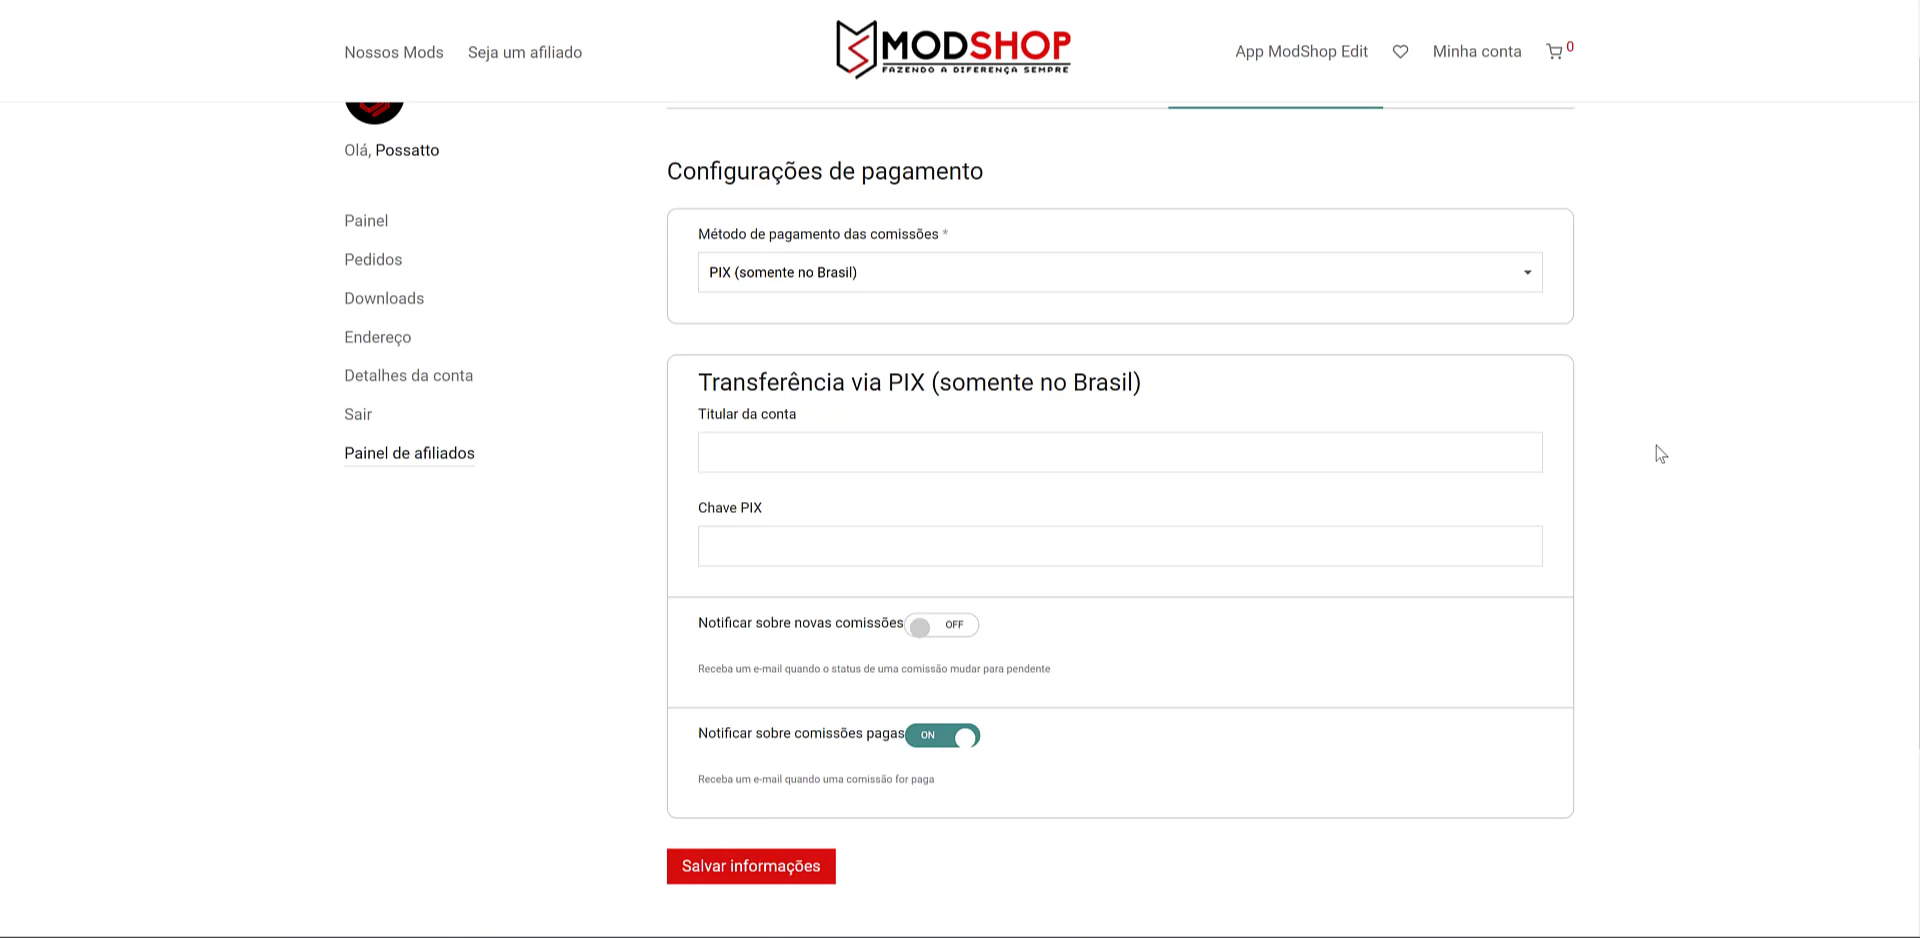 Nossos Mods
Seja um afiliado
MODSHOP
FAZENDO A DIFERENÇA SEMPRE
App ModShop Edit
Minha conta
0
Olá, Possatto
Painel
Pedidos
Downloads
Endereço
Detalhes da conta
Sair
Painel de afiliados
Configurações de pagamento
Método de pagamento das comissões *
PIX (somente no Brasil)
Transferência via PIX (somente no Brasil)
Titular da conta
Chave PIX
Notificar sobre novas comissões OFF
Receba um e-mail quando o status de uma comissão mudar para pendente
Notificar sobre comissões pagas ON
Receba um e-mail quando uma comissão for paga
Salvar informações